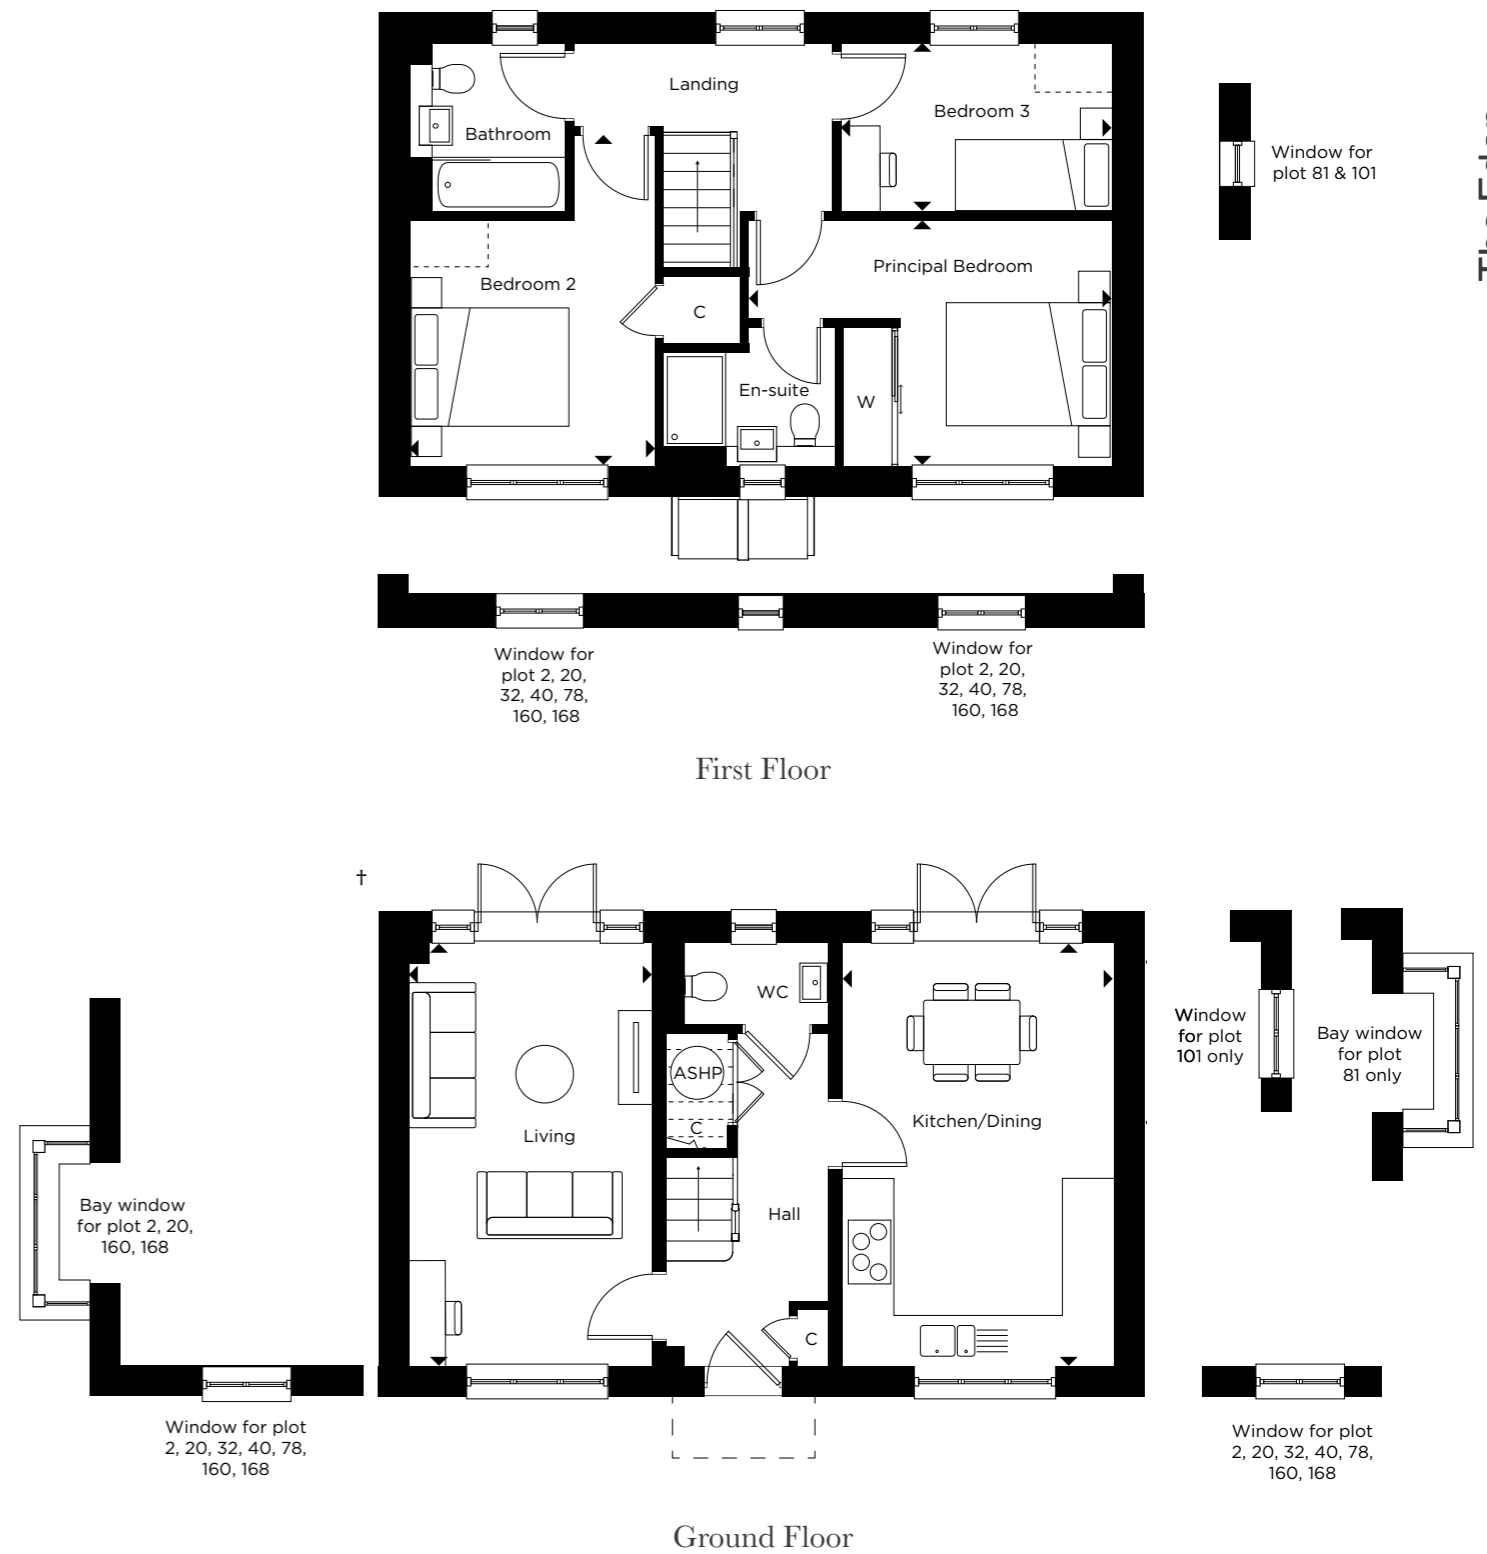 Landing
Bedroom 3
Bathroom
Window for
plot 81 & 101
Bedroom 2
Principal Bedroom
C
En-suite
W
Window for
plot 2, 20,
32, 40, 78,
160, 168
Window for
plot 2, 20,
32, 40, 78,
160, 168
First Floor
†
WC
Window
for plot
101 only
Bay window
for plot
81 only
ASHP
C
Living
Kitchen/Dining
Bay window
for plot 2, 20,
160, 168
Hall
C
Window for plot
2, 20, 32, 40, 78,
160, 168
Window for plot
2, 20, 32, 40, 78,
160, 168
Ground Floor